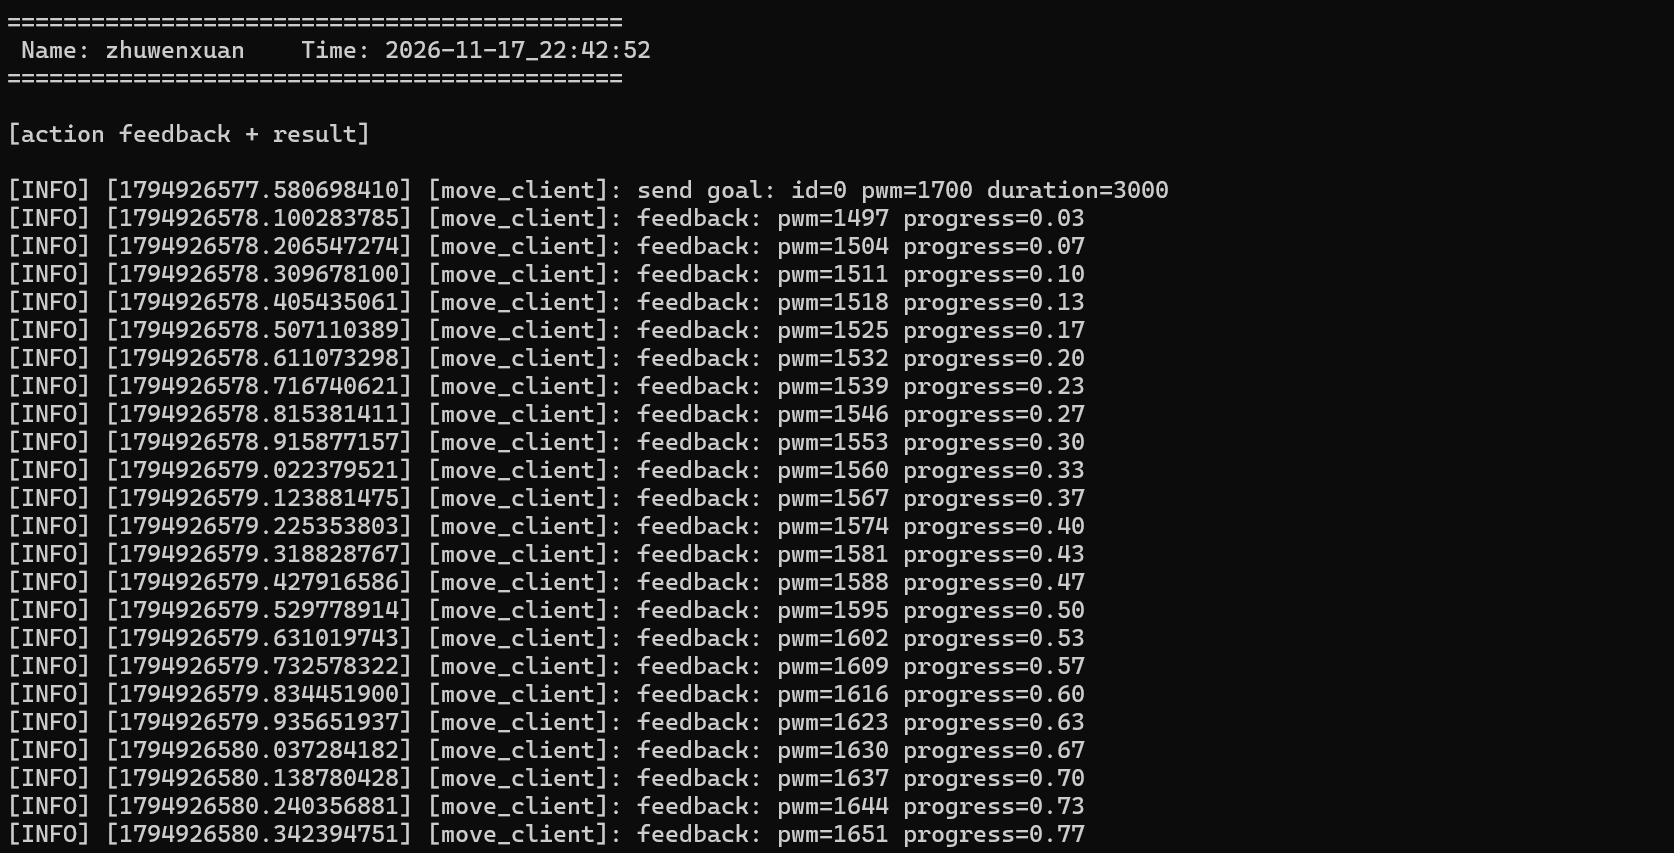 ============================================
Name: zhuwenxuan    Time: 2026-11-17_22:42:52
============================================
[action feedback + result]
[INFO] [1794926577.580698410] [move_client]: send goal: id=0 pwm=1700 duration=3000
[INFO] [1794926578.100283785] [move_client]: feedback: pwm=1497 progress=0.03
[INFO] [1794926578.206547274] [move_client]: feedback: pwm=1504 progress=0.07
[INFO] [1794926578.309678100] [move_client]: feedback: pwm=1511 progress=0.10
[INFO] [1794926578.405435061] [move_client]: feedback: pwm=1518 progress=0.13
[INFO] [1794926578.507110389] [move_client]: feedback: pwm=1525 progress=0.17
[INFO] [1794926578.611073298] [move_client]: feedback: pwm=1532 progress=0.20
[INFO] [1794926578.716740621] [move_client]: feedback: pwm=1539 progress=0.23
[INFO] [1794926578.815381411] [move_client]: feedback: pwm=1546 progress=0.27
[INFO] [1794926578.915877157] [move_client]: feedback: pwm=1553 progress=0.30
[INFO] [1794926579.022379521] [move_client]: feedback: pwm=1560 progress=0.33
[INFO] [1794926579.123881475] [move_client]: feedback: pwm=1567 progress=0.37
[INFO] [1794926579.225353803] [move_client]: feedback: pwm=1574 progress=0.40
[INFO] [1794926579.318828767] [move_client]: feedback: pwm=1581 progress=0.43
[INFO] [1794926579.427916586] [move_client]: feedback: pwm=1588 progress=0.47
[INFO] [1794926579.529778914] [move_client]: feedback: pwm=1595 progress=0.50
[INFO] [1794926579.631019743] [move_client]: feedback: pwm=1602 progress=0.53
[INFO] [1794926579.732578322] [move_client]: feedback: pwm=1609 progress=0.57
[INFO] [1794926579.834451900] [move_client]: feedback: pwm=1616 progress=0.60
[INFO] [1794926579.935651937] [move_client]: feedback: pwm=1623 progress=0.63
[INFO] [1794926580.037284182] [move_client]: feedback: pwm=1630 progress=0.67
[INFO] [1794926580.138780428] [move_client]: feedback: pwm=1637 progress=0.70
[INFO] [1794926580.240356881] [move_client]: feedback: pwm=1644 progress=0.73
[INFO] [1794926580.342394751] [move_client]: feedback: pwm=1651 progress=0.77